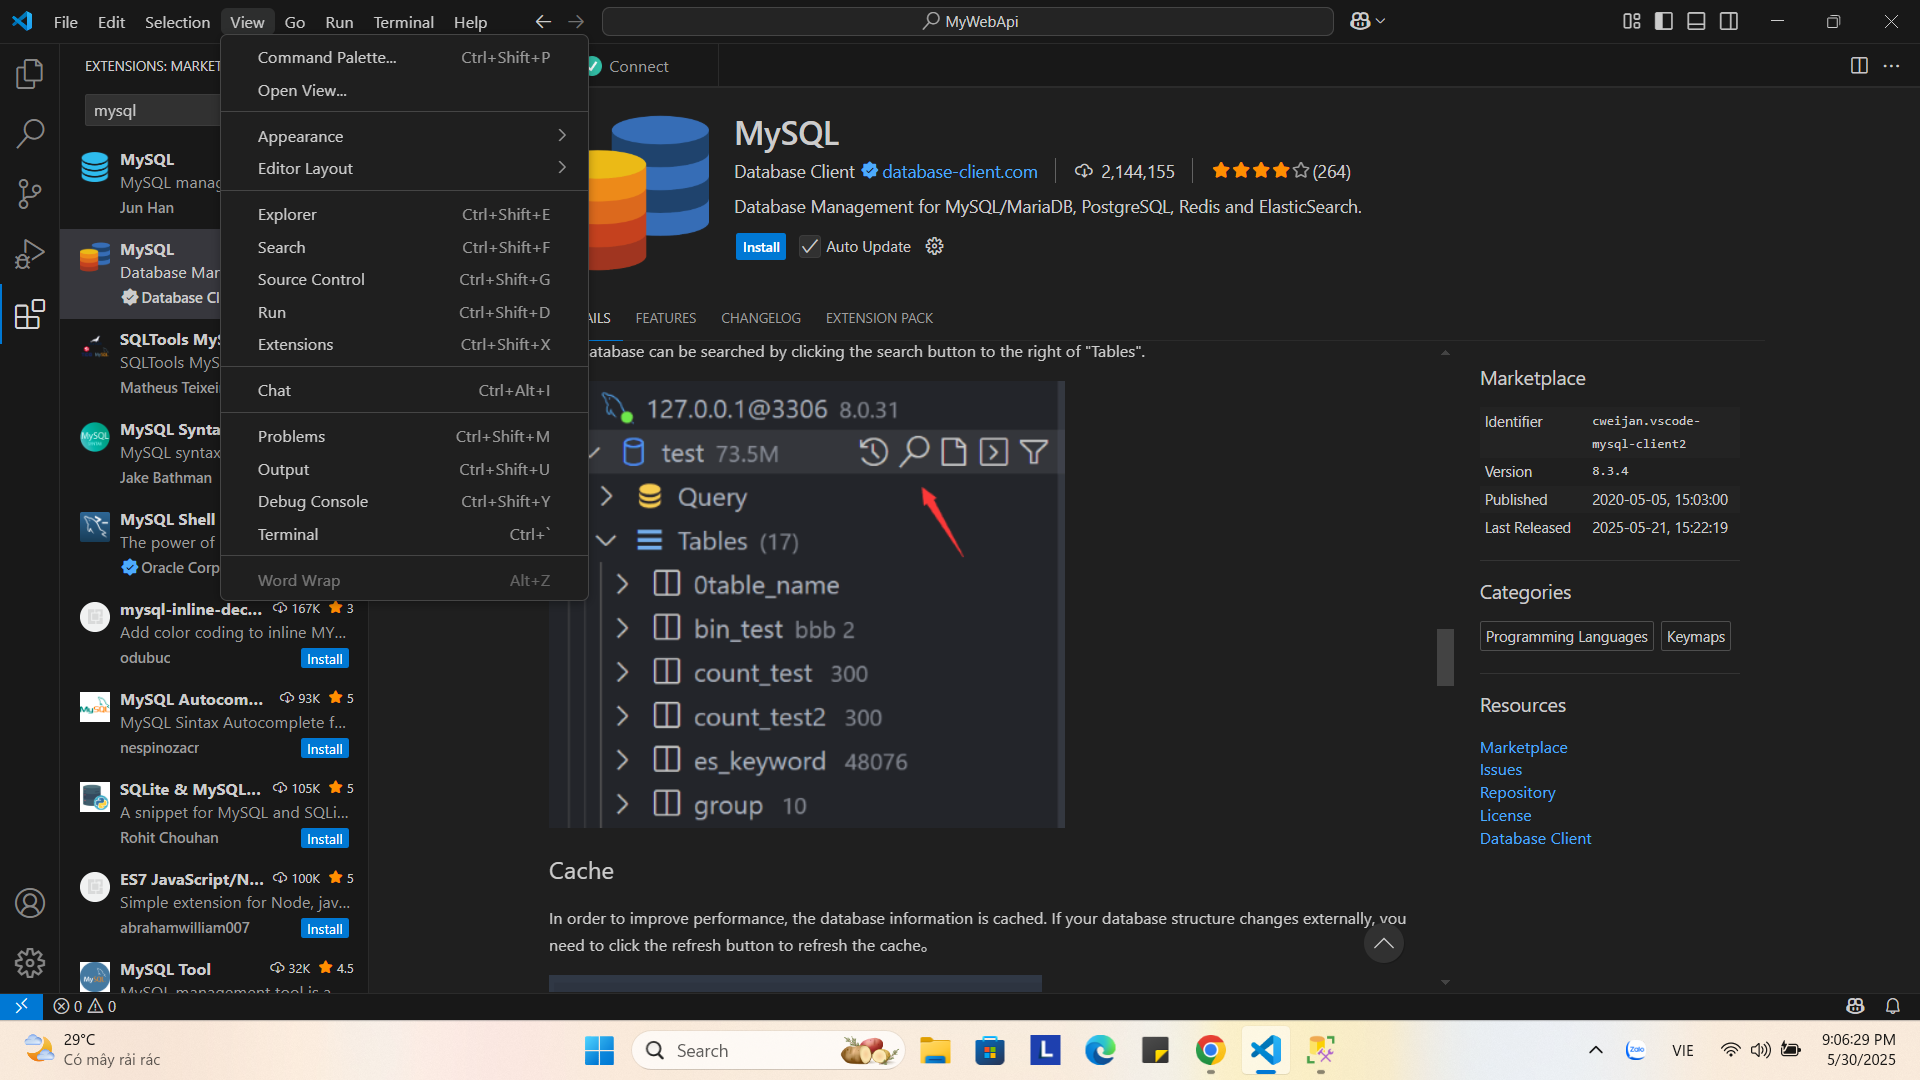 File Edit Selection View Go Run Terminal Help
MyWebApi
EXTENSIONS: MARKET
mysql
MySQL
MySQL manag
Jun Han
MySQL
Database Mar
Database Cl
SQLTools My
SQLTools MyS
Matheus Teixei
MySQL
MySQL Synta
MySQL syntax
Jake Bathman
MySQL Shell
The power of
Oracle Corp
mysql-inline-dec... 167K 3
Add color coding to inline MY...
odubuc Install
MySQL Autocom... 93K 5
MySQL Sintax Autocomplete f...
nespinozacr Install
SQLite & MySQL... 105K 5
A snippet for MySQL and SQLi...
Rohit Chouhan Install
ES7 JavaScript/N... 100K 5
Simple extension for Node, jav...
abrahamwilliam007 Install
MySQL Tool 32K 4.5
MySQL management tool is a
Command Palette... Ctrl+Shift+P
Open View...
Appearance
Editor Layout
Explorer Ctrl+Shift+E
Search Ctrl+Shift+F
Source Control Ctrl+Shift+G
Run Ctrl+Shift+D
Extensions Ctrl+Shift+X
Chat Ctrl+Alt+I
Problems Ctrl+Shift+M
Output Ctrl+Shift+U
Debug Console Ctrl+Shift+Y
Terminal Ctrl+`
Word Wrap Alt+Z
Connect
MySQL
Database Client database-client.com 2,144,155 (264)
Database Management for MySQL/MariaDB, PostgreSQL, Redis and ElasticSearch.
Install Auto Update
AILS FEATURES CHANGELOG EXTENSION PACK
atabase can be searched by clicking the search button to the right of "Tables".
127.0.0.1@3306 8.0.31
test 73.5M
Query
Tables (17)
0table_name
bin_test bbb 2
count_test 300
count_test2 300
es_keyword 48076
group 10
Cache
In order to improve performance, the database information is cached. If your database structure changes externally, you
need to click the refresh button to refresh the cache。
Marketplace
Identifier cweijan.vscode-
mysql-client2
Version 8.3.4
Published 2020-05-05, 15:03:00
Last Released 2025-05-21, 15:22:19
Categories
Programming Languages Keymaps
Resources
Marketplace
Issues
Repository
License
Database Client
0 0
29°C
Có mây rải rác
Search
L
Zalo
VIE
9:06:29 PM
5/30/2025